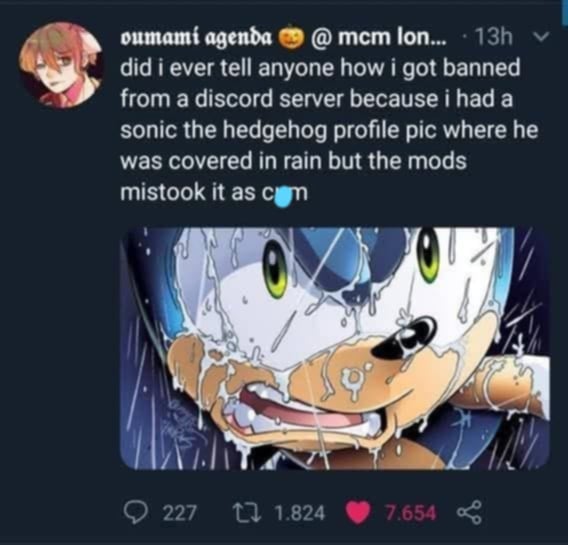 oumamí agenda 🎃 @ mcm lon... · 13h
did i ever tell anyone how i got banned
from a discord server because i had a
sonic the hedgehog profile pic where he
was covered in rain but the mods
mistook it as c m
227 1.824 7.654